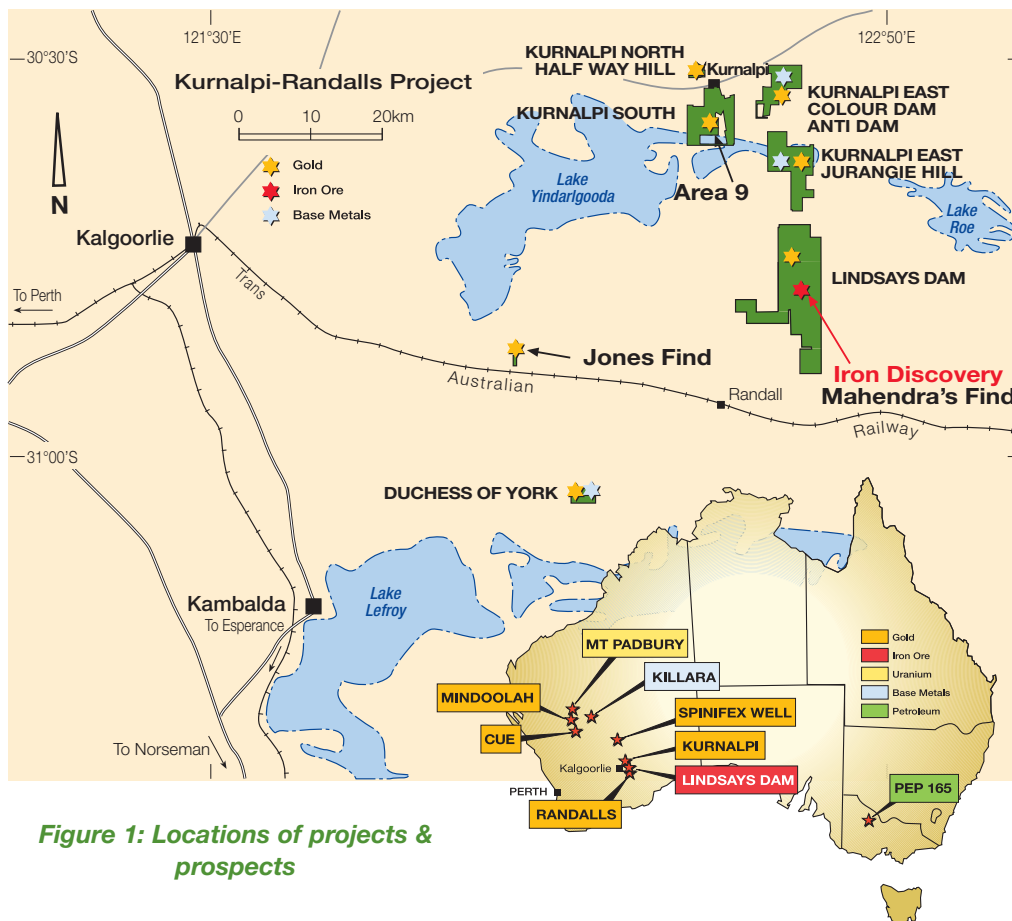 121°30'E
122°50'E
30°30'S
Kurnalpi-Randalls Project
0 10 20km
Gold
Iron Ore
Base Metals
N
KURNALPI NORTH
HALF WAY HILL
Kurnalpi
KURNALPI SOUTH
KURNALPI EAST
COLOUR DAM
ANTI DAM
KURNALPI EAST
JURANGIE HILL
Area 9
Lake
Yindarlgooda
Lake
Roe
Kalgoorlie
To Perth
Trans
LINDSAYS DAM
Jones Find
Australian
Iron Discovery
Mahendra's Find
Randall
Railway
31°00'S
DUCHESS OF YORK
Lake
Lefroy
Kambalda
To Esperance
To Norseman
MT PADBURY
KILLARA
MINDOOLAH
SPINIFEX WELL
CUE
KURNALPI
Kalgoorlie
LINDSAYS DAM
PERTH
RANDALLS
PEP 165
Gold
Iron Ore
Uranium
Base Metals
Petroleum
Figure 1: Locations of projects &
prospects